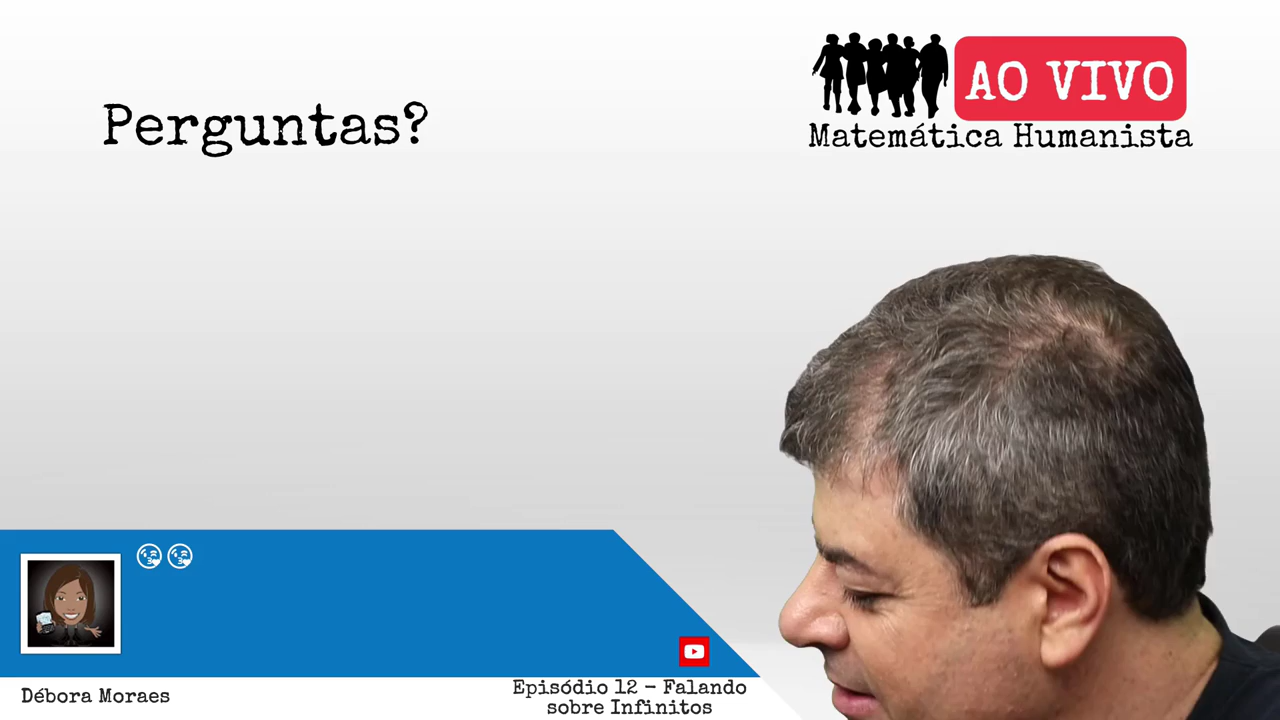 AO VIVO
Matemática Humanista
Perguntas?
😘😘
Débora Moraes
Episódio 12 - Falando
sobre Infinitos